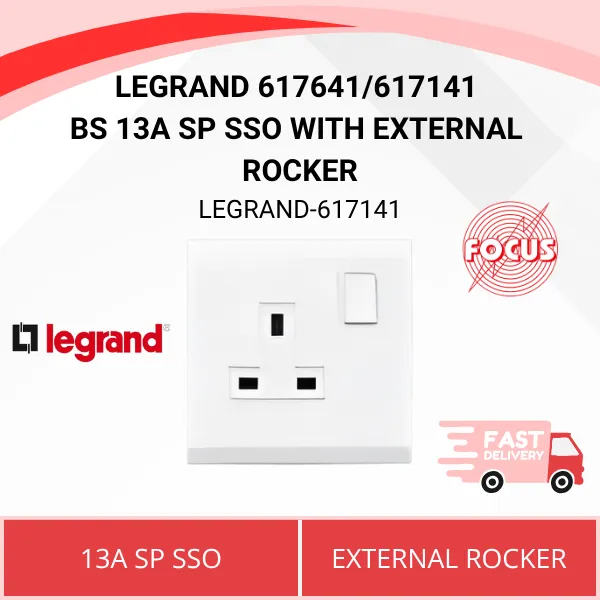 LEGRAND 617641/617141
BS 13A SP SSO WITH EXTERNAL
ROCKER
LEGRAND-617141
FOCUS
legrand®
FAST
DELIVERY
13A SP SSO
EXTERNAL ROCKER